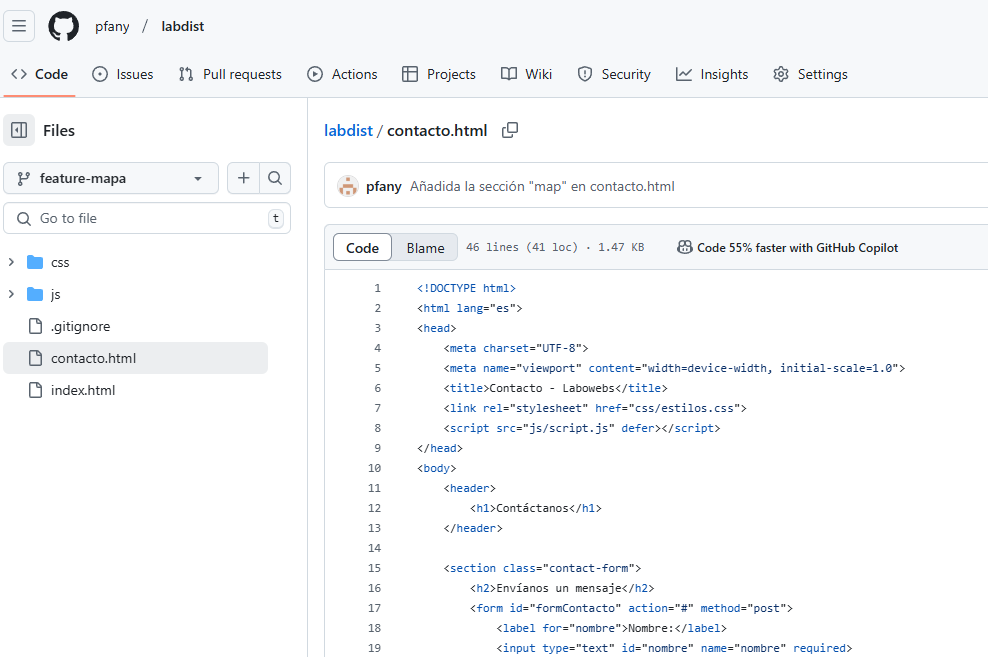 pfany / labdist
Code Issues Pull requests Actions Projects Wiki Security Insights Settings
Files
feature-mapa
Go to file t
css
js
.gitignore
contacto.html
index.html
labdist / contacto.html
pfany Añadida la sección "map" en contacto.html
Code Blame 46 lines (41 loc) · 1.47 KB Code 55% faster with GitHub Copilot
1 <!DOCTYPE html>
2 <html lang="es">
3 <head>
4 <meta charset="UTF-8">
5 <meta name="viewport" content="width=device-width, initial-scale=1.0">
6 <title>Contacto - Labowebs</title>
7 <link rel="stylesheet" href="css/estilos.css">
8 <script src="js/script.js" defer></script>
9 </head>
10 <body>
11 <header>
12 <h1>Contáctanos</h1>
13 </header>
14
15 <section class="contact-form">
16 <h2>Envíanos un mensaje</h2>
17 <form id="formContacto" action="#" method="post">
18 <label for="nombre">Nombre:</label>
19 <input type="text" id="nombre" name="nombre" required>